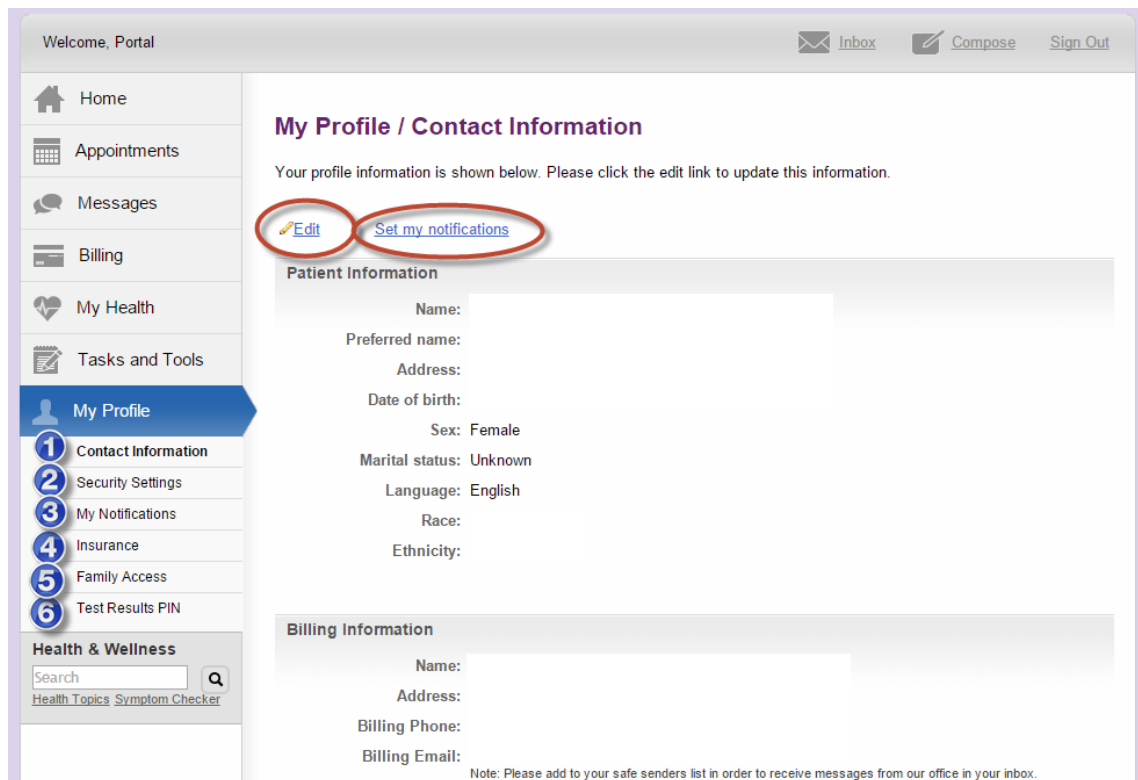 Welcome, Portal
Inbox
Compose
Sign Out
Home
Appointments
Messages
Billing
My Health
Tasks and Tools
My Profile
1 Contact Information
2 Security Settings
3 My Notifications
4 Insurance
5 Family Access
6 Test Results PIN
Health & Wellness
Search
Health Topics Symptom Checker
My Profile / Contact Information
Your profile information is shown below. Please click the edit link to update this information.
Edit Set my notifications
Patient Information
Name:
Preferred name:
Address:
Date of birth:
Sex: Female
Marital status: Unknown
Language: English
Race:
Ethnicity:
Billing Information
Name:
Address:
Billing Phone:
Billing Email:
Note: Please add to your safe senders list in order to receive messages from our office in your inbox.